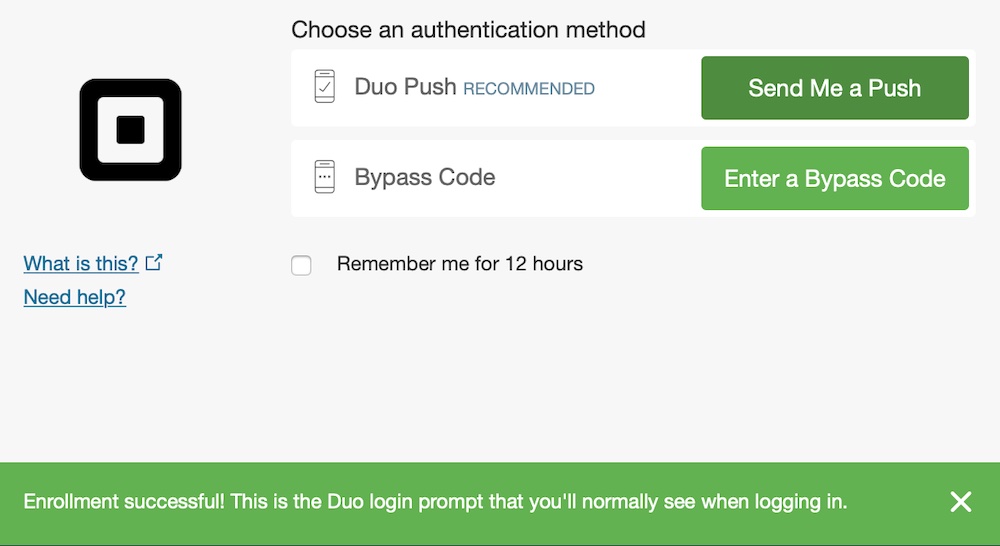 Choose an authentication method
Duo Push RECOMMENDED
Send Me a Push
Bypass Code
Enter a Bypass Code
What is this?
Need help?
Remember me for 12 hours
Enrollment successful! This is the Duo login prompt that you'll normally see when logging in.